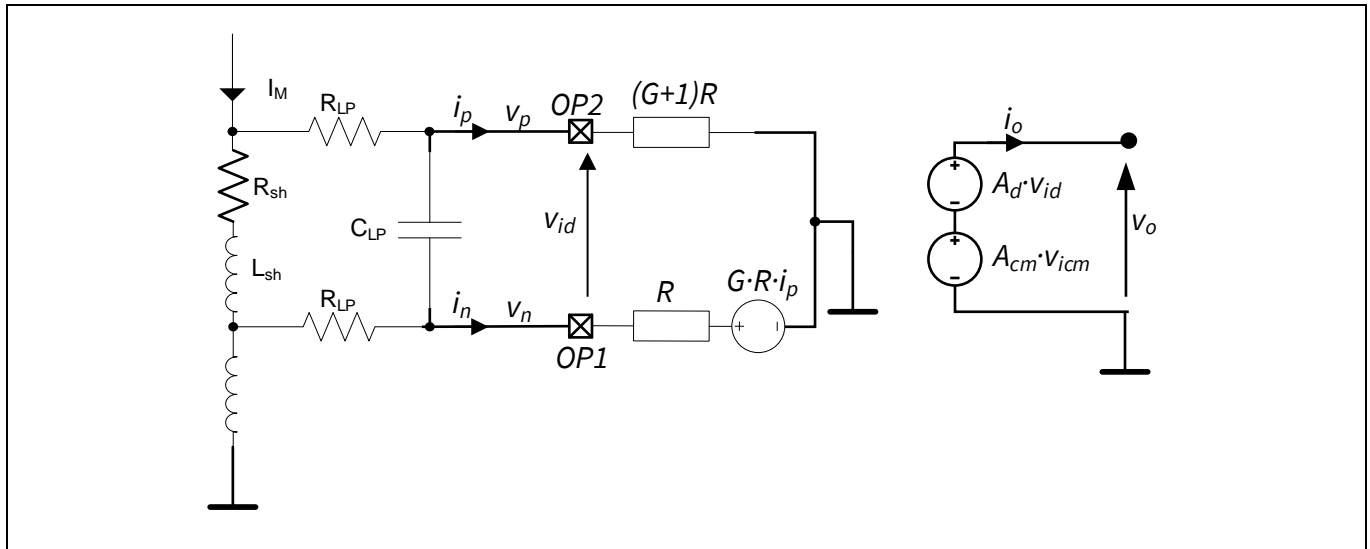 I_M
R_LP
i_p
v_p
OP2
(G+1)R
i_o
+
A_d·v_id
−
R_sh
C_LP
v_id
v_o
+
A_cm·v_icm
−
L_sh
R_LP
i_n
v_n
R
G·R·i_p
+
−
OP1